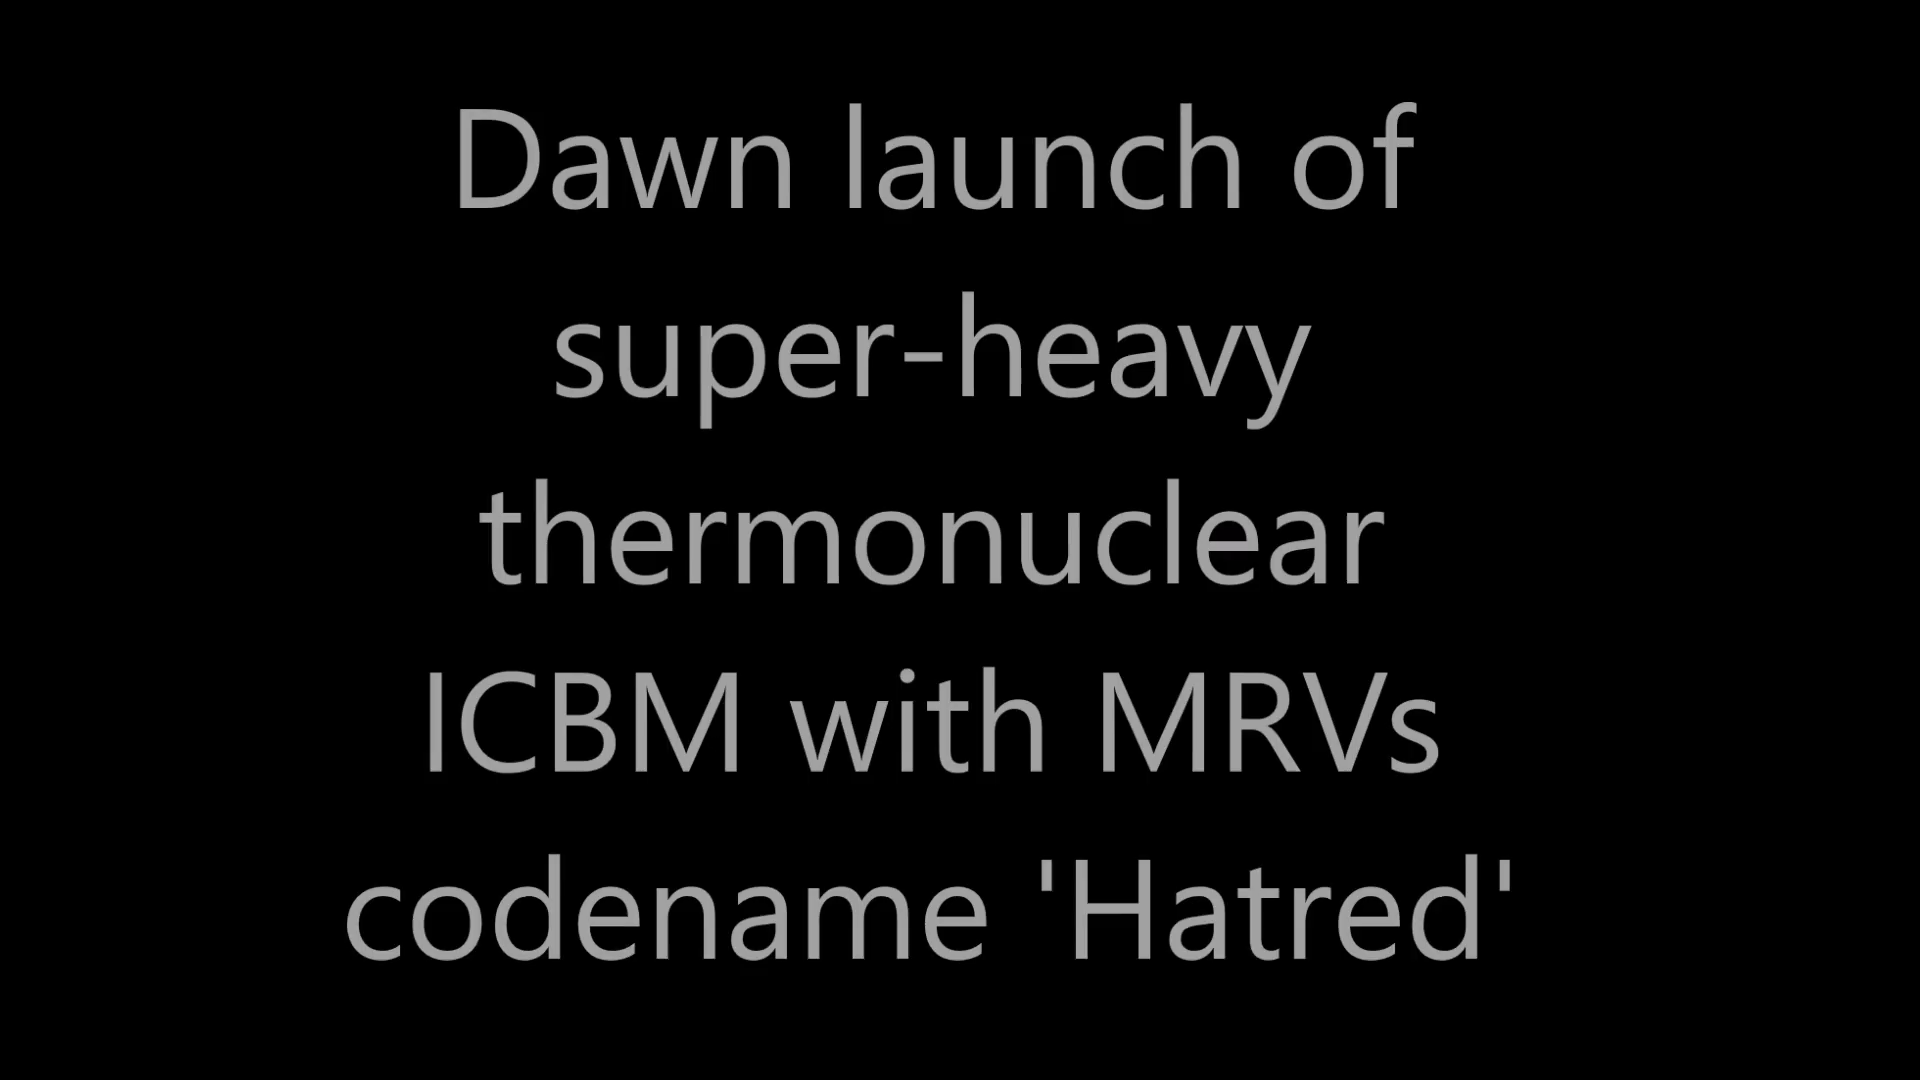 Dawn launch of
super-heavy
thermonuclear
ICBM with MRVs
codename 'Hatred'